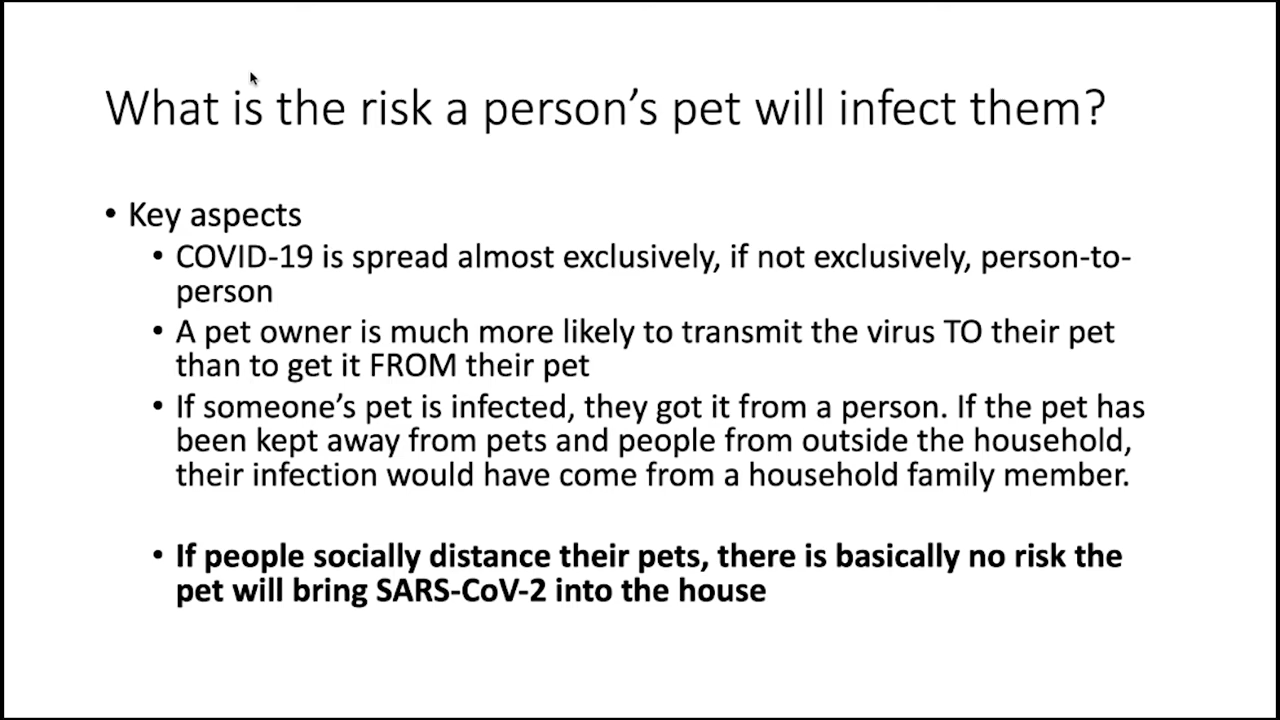 What is the risk a person’s pet will infect them?
• Key aspects
• COVID-19 is spread almost exclusively, if not exclusively, person-to-
person
• A pet owner is much more likely to transmit the virus TO their pet
than to get it FROM their pet
• If someone’s pet is infected, they got it from a person. If the pet has
been kept away from pets and people from outside the household,
their infection would have come from a household family member.
• If people socially distance their pets, there is basically no risk the
pet will bring SARS-CoV-2 into the house